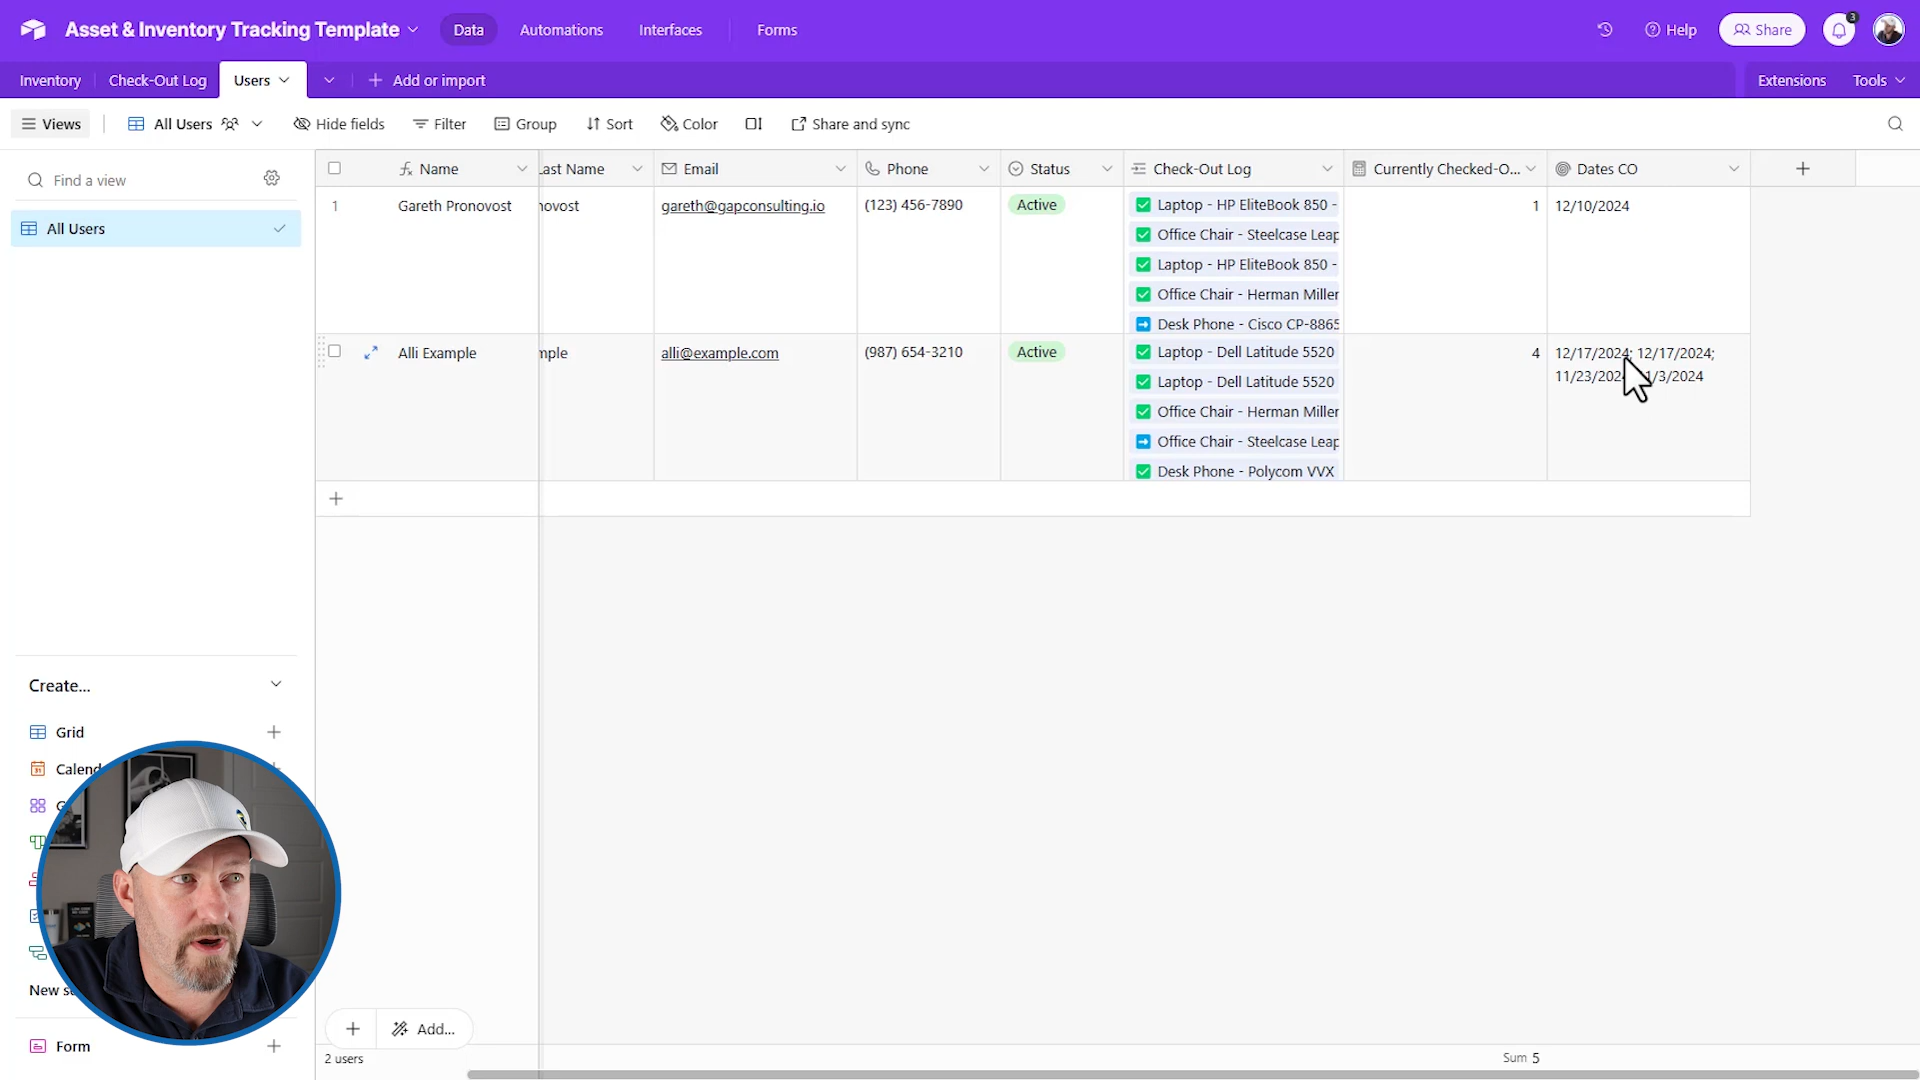 Asset & Inventory Tracking Template
Data
Automations
Interfaces
Forms
Help
Share
3
Inventory
Check-Out Log
Users
Add or import
Extensions
Tools
Views
All Users
Hide fields
Filter
Group
Sort
Color
Share and sync
Find a view
Name
Last Name
Email
Phone
Status
Check-Out Log
Currently Checked-O...
Dates CO
All Users
1
Gareth Pronovost
novost
gareth@gapconsulting.io
(123) 456-7890
Active
Laptop - HP EliteBook 850 -
Office Chair - Steelcase Leap
Laptop - HP EliteBook 850 -
Office Chair - Herman Miller
Desk Phone - Cisco CP-8865
1
12/10/2024
Alli Example
mple
alli@example.com
(987) 654-3210
Active
Laptop - Dell Latitude 5520
Laptop - Dell Latitude 5520
Office Chair - Herman Miller
Office Chair - Steelcase Leap
Desk Phone - Polycom VVX
4
12/17/2024; 12/17/2024;
11/23/2024 /3/2024
Create...
Grid
Calend
G
New s
Form
Add...
2 users
Sum 5